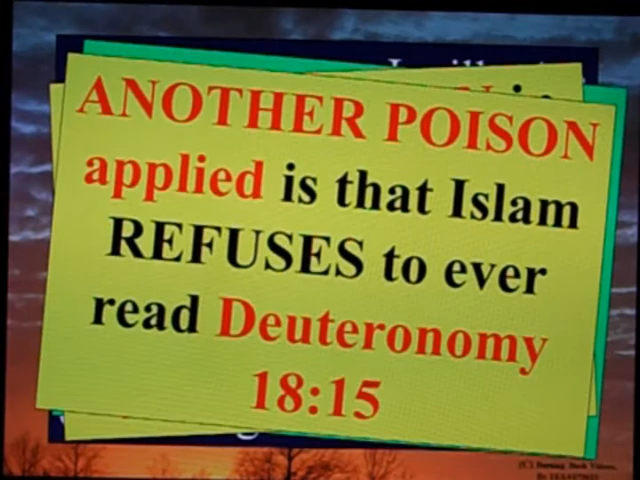 ANOTHER POISON
applied is that Islam
REFUSES to ever
read Deuteronomy
18:15